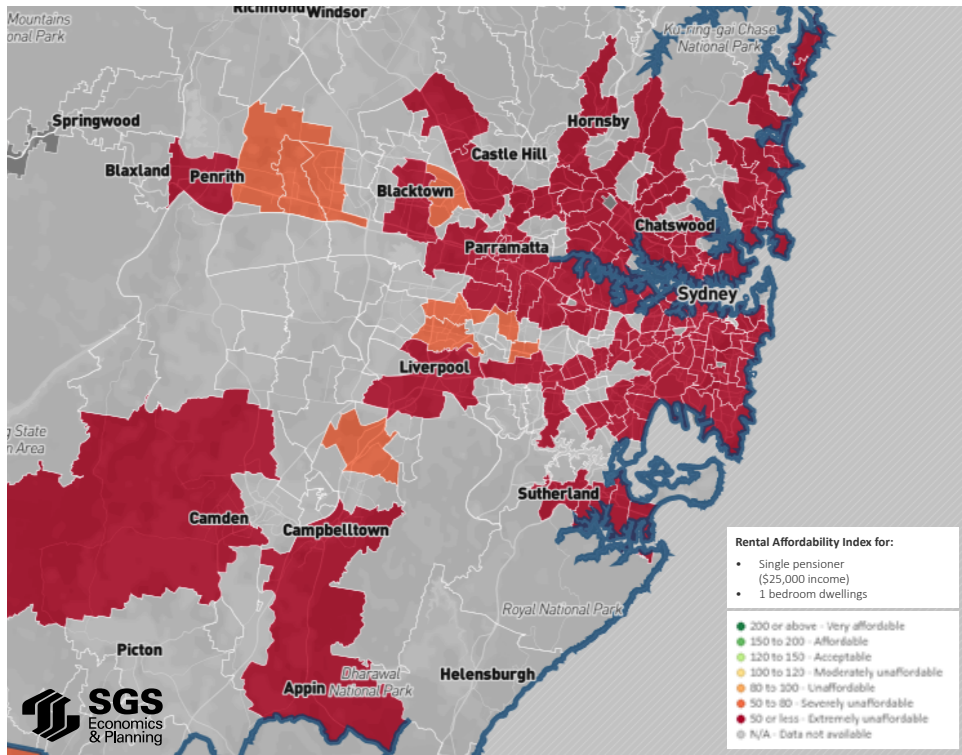 Richmond
Windsor
Mountains
onal Park
Ku-ring-gai Chase
National Park
Springwood
Hornsby
Castle Hill
Blaxland
Penrith
Blacktown
Chatswood
Parramatta
Sydney
Liverpool
g State
n Area
Sutherland
Camden
Campbelltown
Royal National Park
Picton
Helensburgh
Dharawal
Appin
National Park
SGS
Economics
& Planning
Rental Affordability Index for:
• Single pensioner
($25,000 income)
• 1 bedroom dwellings
200 or above - Very affordable
150 to 200 - Affordable
120 to 150 - Acceptable
100 to 120 - Moderately unaffordable
80 to 100 - Unaffordable
50 to 80 - Severely unaffordable
50 or less - Extremely unaffordable
N/A - Data not available